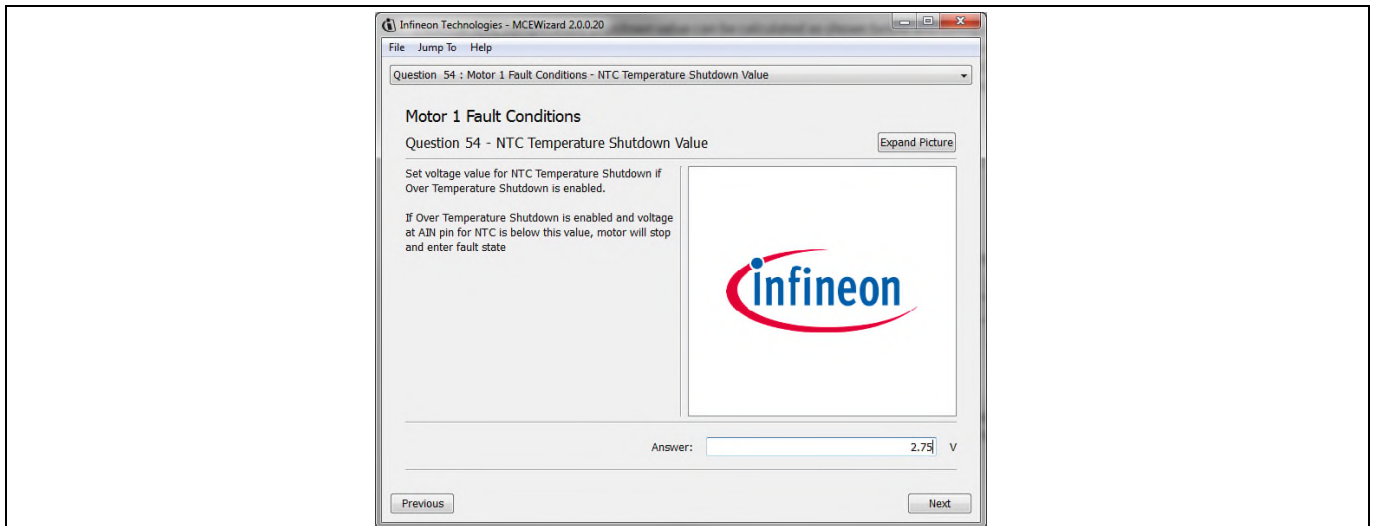 Infineon Technologies - MCEWizard 2.0.0.20
File Jump To Help
Question 54 : Motor 1 Fault Conditions - NTC Temperature Shutdown Value
Motor 1 Fault Conditions
Question 54 - NTC Temperature Shutdown Value
Expand Picture
Set voltage value for NTC Temperature Shutdown if
Over Temperature Shutdown is enabled.
If Over Temperature Shutdown is enabled and voltage
at AIN pin for NTC is below this value, motor will stop
and enter fault state
infineon
Answer: 2.75 V
Previous Next